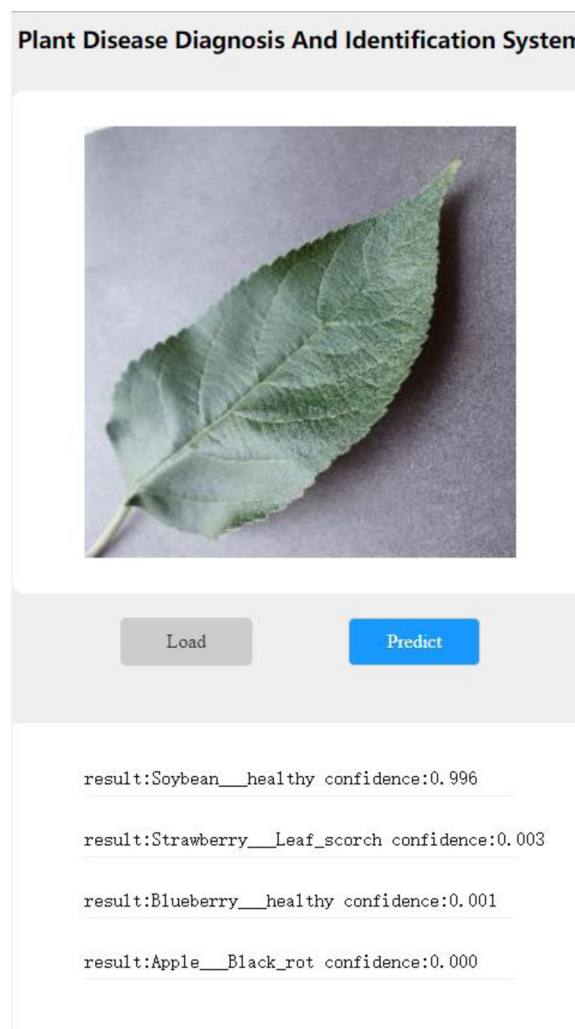 Plant Disease Diagnosis And Identification System
Load
Predict
result:Soybean___healthy confidence:0.996
result:Strawberry___Leaf_scorch confidence:0.003
result:Blueberry___healthy confidence:0.001
result:Apple___Black_rot confidence:0.000